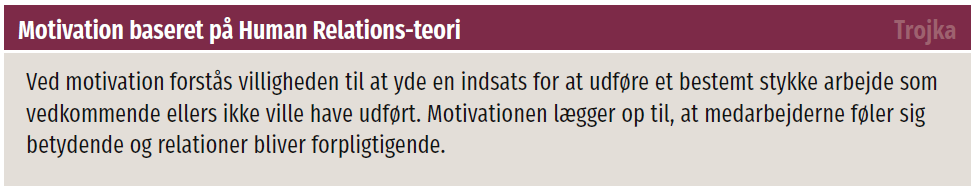 Motivation baseret på Human Relations-teori Trojka
Ved motivation forstås villigheden til at yde en indsats for at udføre et bestemt stykke arbejde som
vedkommende ellers ikke ville have udført. Motivationen lægger op til, at medarbejderne føler sig
betydende og relationer bliver forpligtigende.